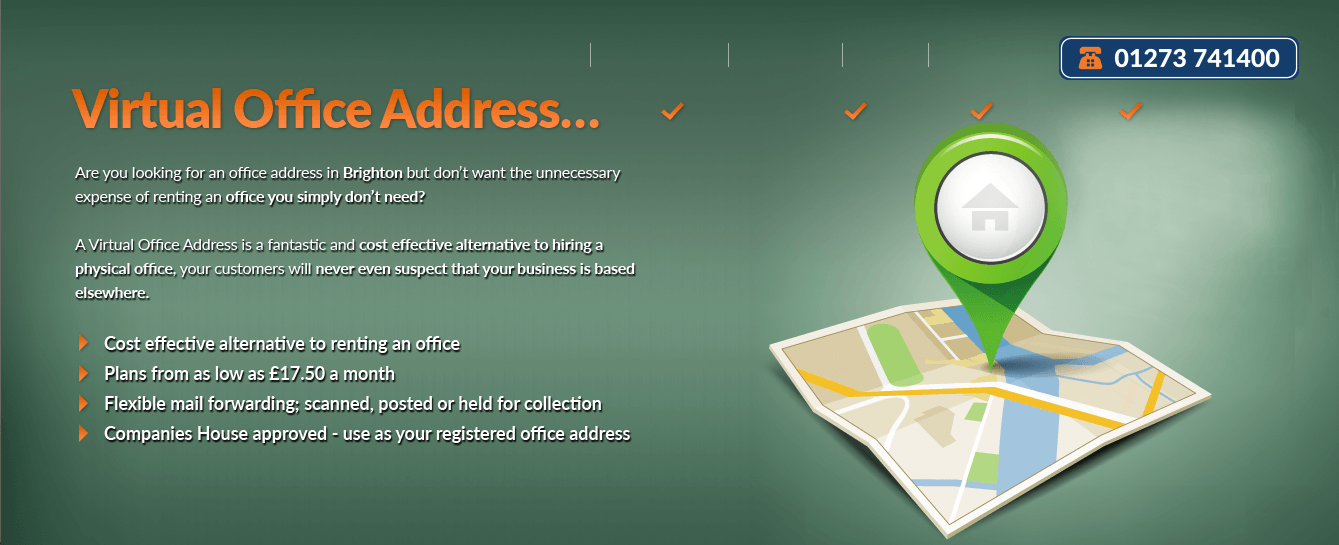 01273 741400
Virtual Office Address...
Are you looking for an office address in Brighton but don't want the unnecessary
expense of renting an office you simply don't need?
A Virtual Office Address is a fantastic and cost effective alternative to hiring a
physical office, your customers will never even suspect that your business is based
elsewhere.
Cost effective alternative to renting an office
Plans from as low as £17.50 a month
Flexible mail forwarding; scanned, posted or held for collection
Companies House approved - use as your registered office address